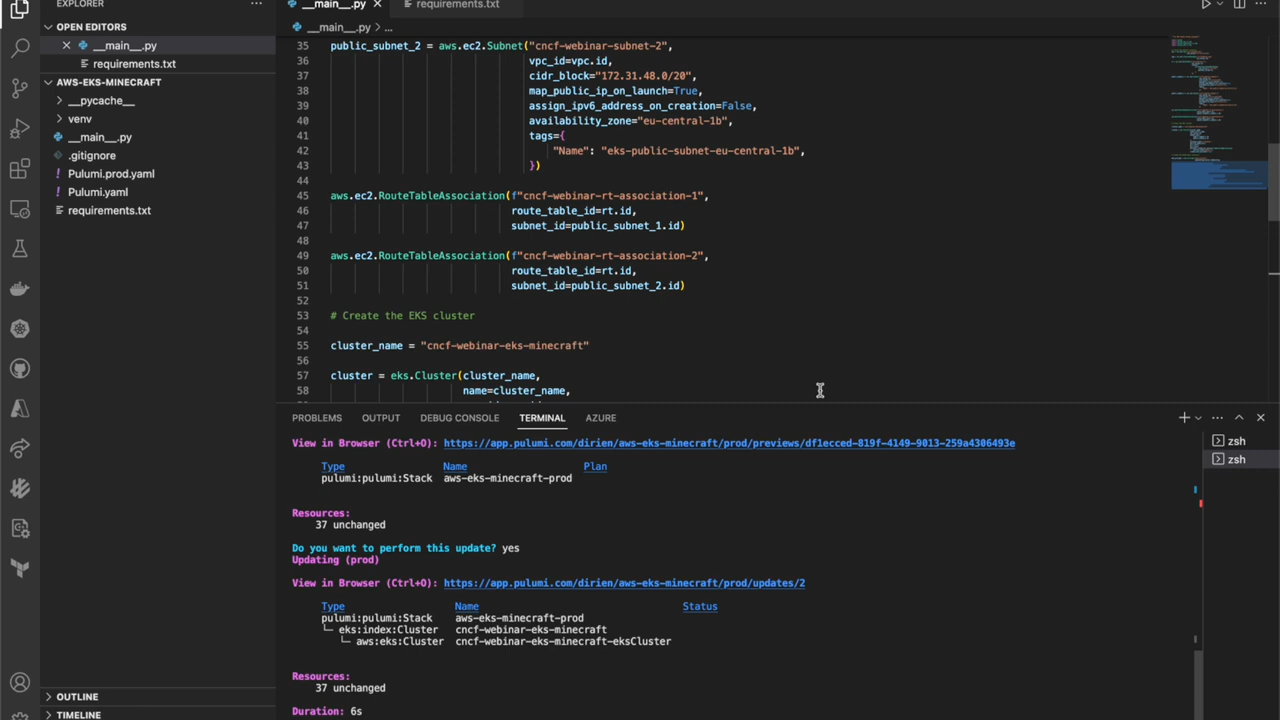 EXPLORER
OPEN EDITORS
__main__.py
requirements.txt
AWS-EKS-MINECRAFT
__pycache__
venv
__main__.py
.gitignore
Pulumi.prod.yaml
Pulumi.yaml
requirements.txt
OUTLINE
TIMELINE
__main__.py
requirements.txt
__main__.py > ...
35 public_subnet_2 = aws.ec2.Subnet("cncf-webinar-subnet-2",
36 vpc_id=vpc.id,
37 cidr_block="172.31.48.0/20",
38 map_public_ip_on_launch=True,
39 assign_ipv6_address_on_creation=False,
40 availability_zone="eu-central-1b",
41 tags={
42 "Name": "eks-public-subnet-eu-central-1b",
43 })
44
45 aws.ec2.RouteTableAssociation(f"cncf-webinar-rt-association-1",
46 route_table_id=rt.id,
47 subnet_id=public_subnet_1.id)
48
49 aws.ec2.RouteTableAssociation(f"cncf-webinar-rt-association-2",
50 route_table_id=rt.id,
51 subnet_id=public_subnet_2.id)
52
53 # Create the EKS cluster
54
55 cluster_name = "cncf-webinar-eks-minecraft"
56
57 cluster = eks.Cluster(cluster_name,
58 name=cluster_name,
PROBLEMS OUTPUT DEBUG CONSOLE TERMINAL AZURE
View in Browser (Ctrl+O): https://app.pulumi.com/dirien/aws-eks-minecraft/prod/previews/df1ecced-819f-4149-9013-259a4306493e
Type Name Plan
pulumi:pulumi:Stack aws-eks-minecraft-prod
Resources:
37 unchanged
Do you want to perform this update? yes
Updating (prod)
View in Browser (Ctrl+O): https://app.pulumi.com/dirien/aws-eks-minecraft/prod/updates/2
Type Name Status
pulumi:pulumi:Stack aws-eks-minecraft-prod
└─ eks:index:Cluster cncf-webinar-eks-minecraft
└─ aws:eks:Cluster cncf-webinar-eks-minecraft-eksCluster
Resources:
37 unchanged
Duration: 6s
zsh
zsh